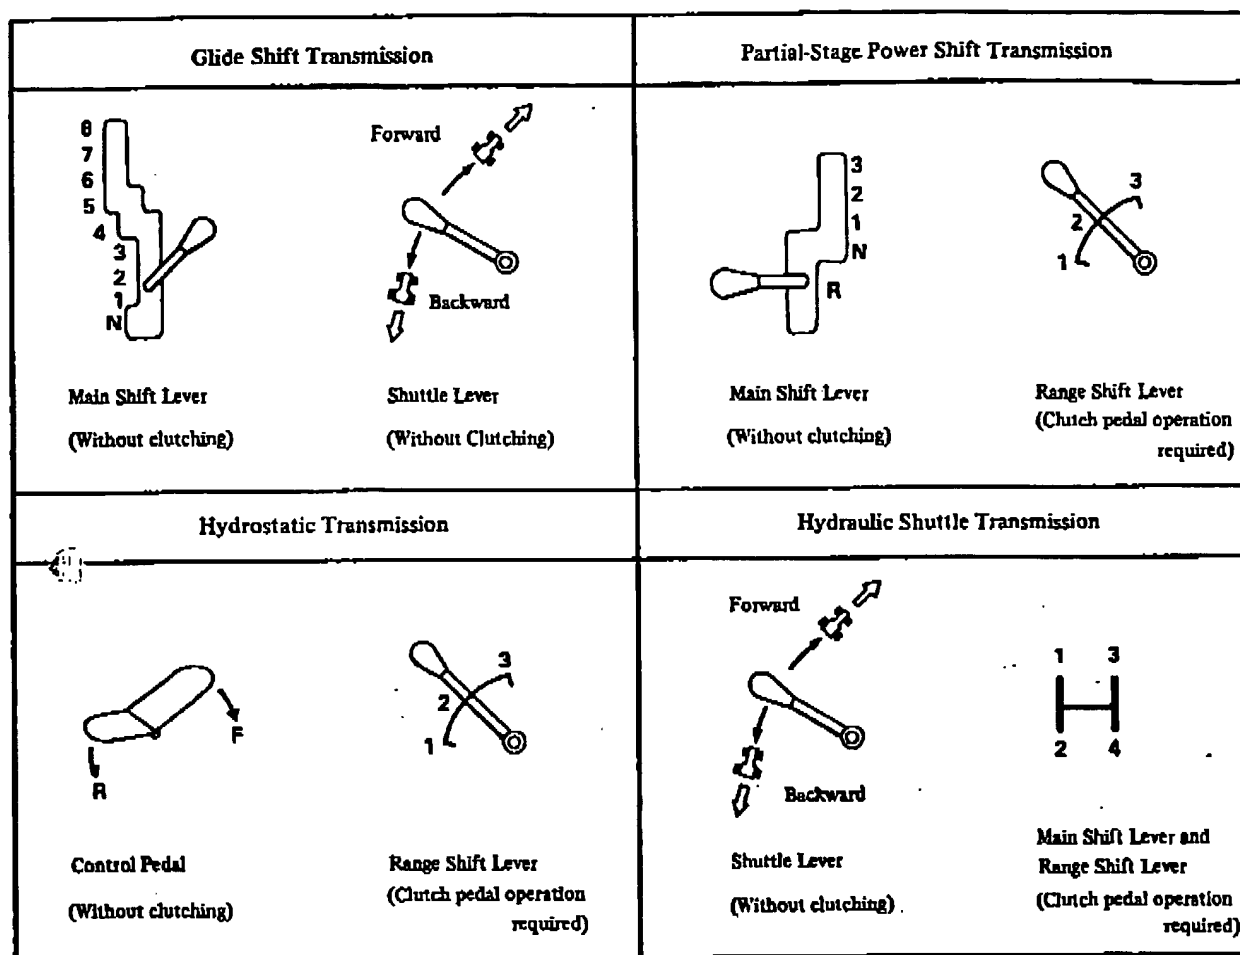 Glide Shift Transmission
Partial-Stage Power Shift Transmission
8
7
6
5
4
3
2
1
N
Forward
Backward
Main Shift Lever
(Without clutching)
Shuttle Lever
(Without Clutching)
3
2
1
N
R
3
2
1
Main Shift Lever
(Without clutching)
Range Shift Lever
(Clutch pedal operation
required)
Hydrostatic Transmission
Hydraulic Shuttle Transmission
F
R
3
2
1
Control Pedal
(Without clutching)
Range Shift Lever
(Clutch pedal operation
required)
Forward
Backward
1 3
2 4
Shuttle Lever
(Without clutching)
Main Shift Lever and
Range Shift Lever
(Clutch pedal operation
required)